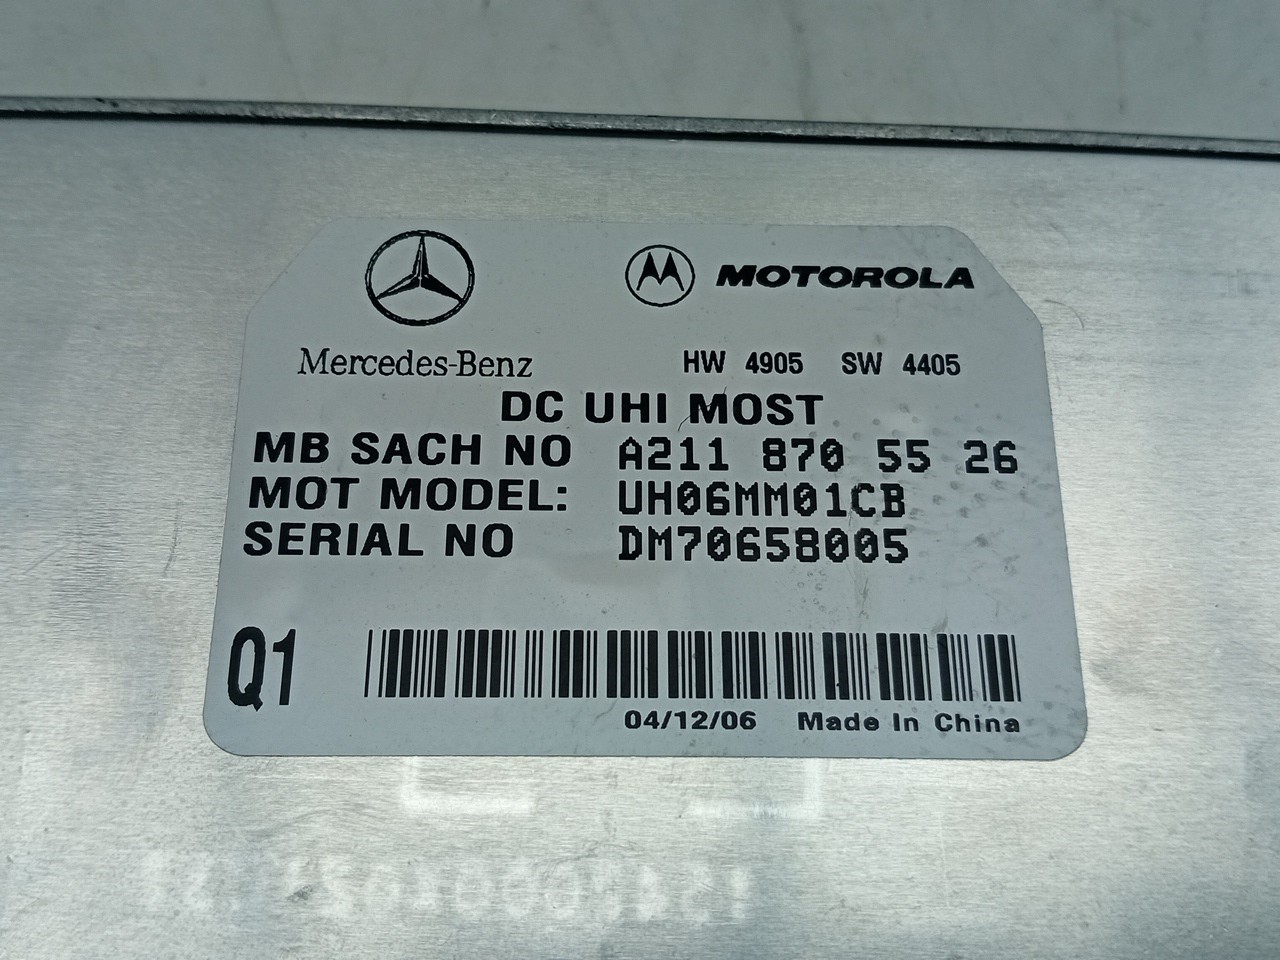 MOTOROLA
Mercedes-Benz
HW 4905 SW 4405
DC UHI MOST
MB SACH NO A211 870 55 26
MOT MODEL: UH06MM01CB
SERIAL NO DM70658005
Q1
04/12/06 Made In China